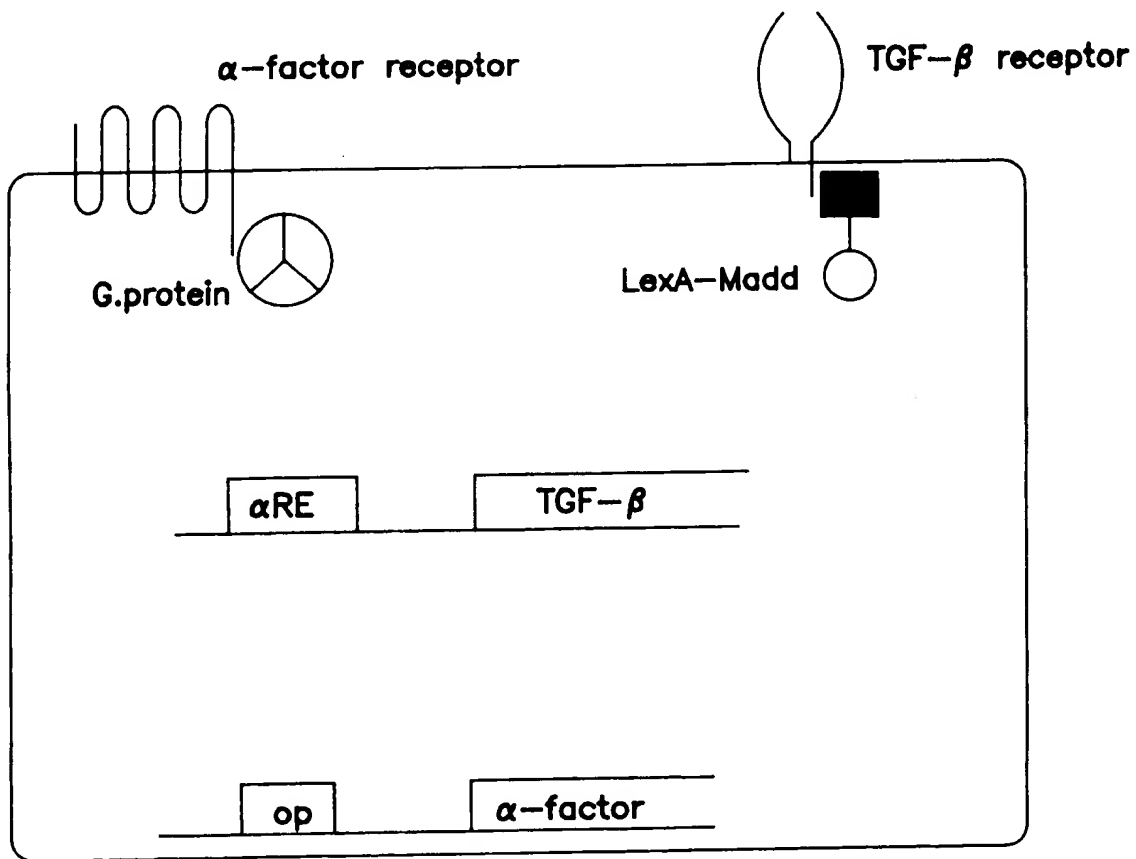 α-factor receptor
TGF-β receptor
G.protein
LexA-Madd
αRE
TGF-β
op
α-factor